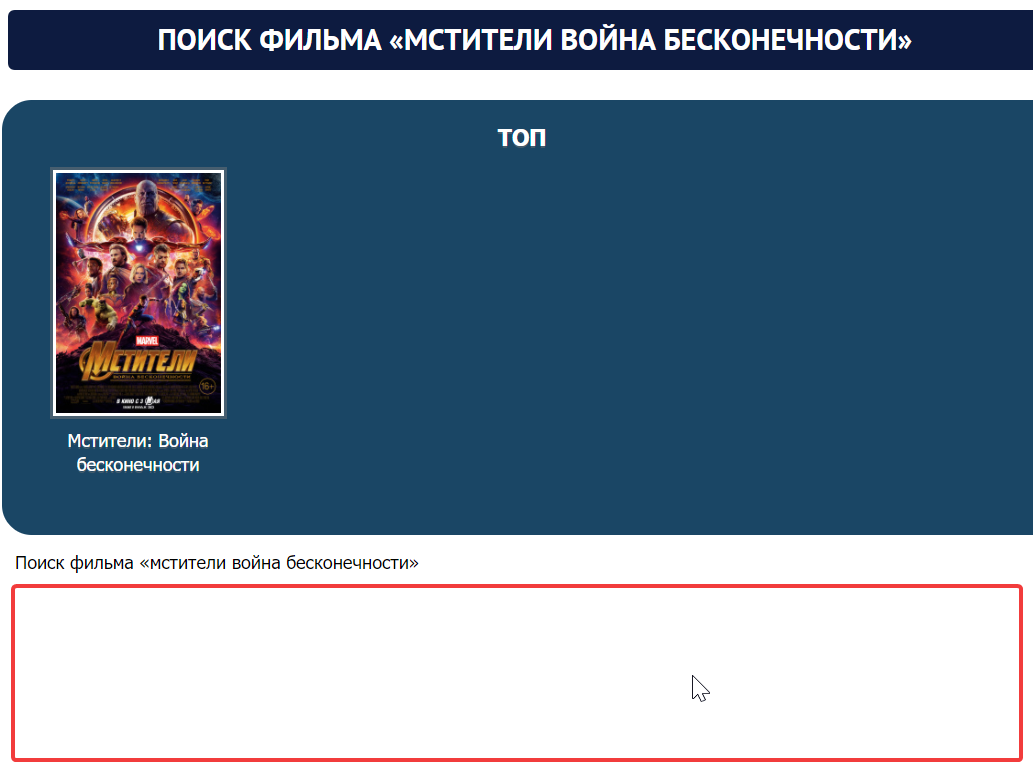 ПОИСК ФИЛЬМА «МСТИТЕЛИ ВОЙНА БЕСКОНЕЧНОСТИ»
ТОП
MARVEL
МСТИТЕЛИ
ВОЙНА БЕСКОНЕЧНОСТИ
16+
В КИНО С 3 МАЯ
Мстители: Война
бесконечности
Поиск фильма «мстители война бесконечности»